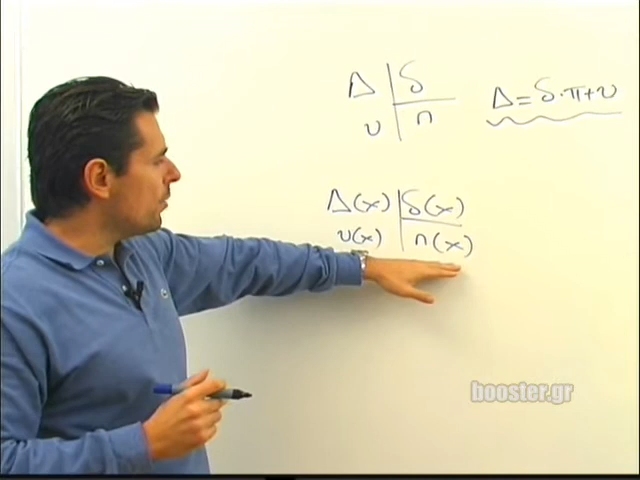 Δ | δ
υ | π
Δ = δ·π+υ
Δ(x) | δ(x)
υ(x) | π(x)
booster.gr